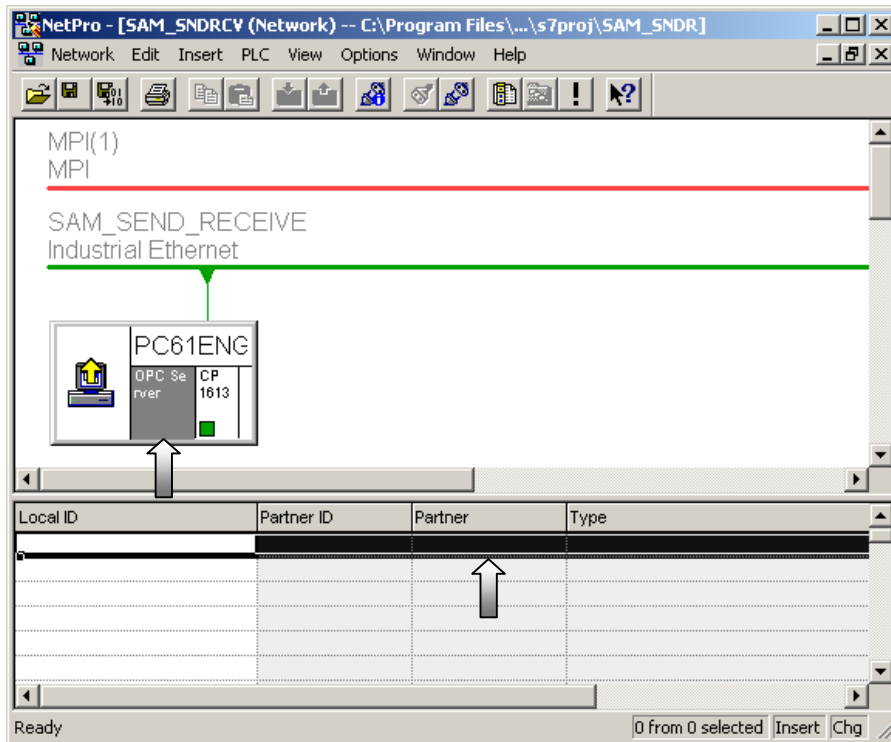 NetPro - [SAM_SNDRCV (Network) -- C:\Program Files\...\s7proj\SAM_SNDR]
Network Edit Insert PLC View Options Window Help
MPI(1)
MPI
SAM_SEND_RECEIVE
Industrial Ethernet
PC61ENG
OPC Se
rver
CP
1613
Local ID Partner ID Partner Type
Ready 0 from 0 selected Insert Chg